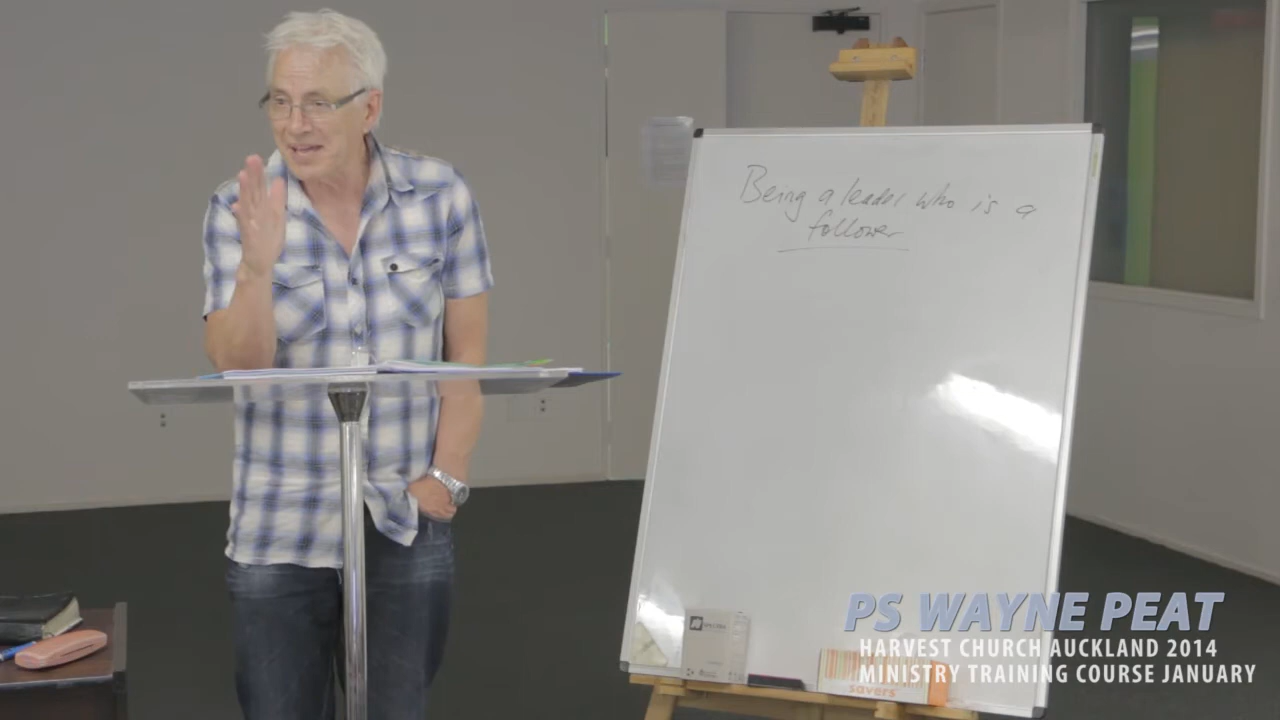 Being a leader who is a
follower
PS WAYNE PEAT
HARVEST CHURCH AUCKLAND 2014
MINISTRY TRAINING COURSE JANUARY
savers